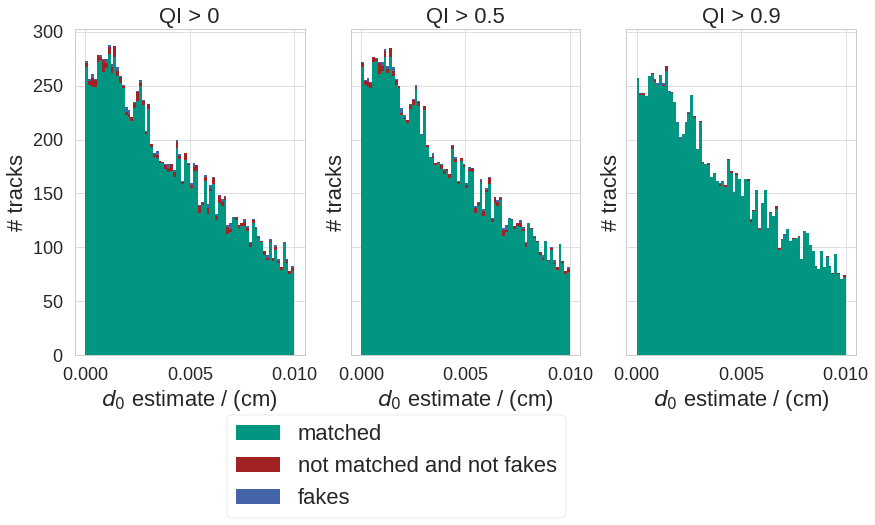 QI > 0
QI > 0.5
QI > 0.9
# tracks
300
250
200
150
100
50
0
0.000 0.005 0.010
d₀ estimate / (cm)
# tracks
0.000 0.005 0.010
d₀ estimate / (cm)
# tracks
0.000 0.005 0.010
d₀ estimate / (cm)
matched
not matched and not fakes
fakes